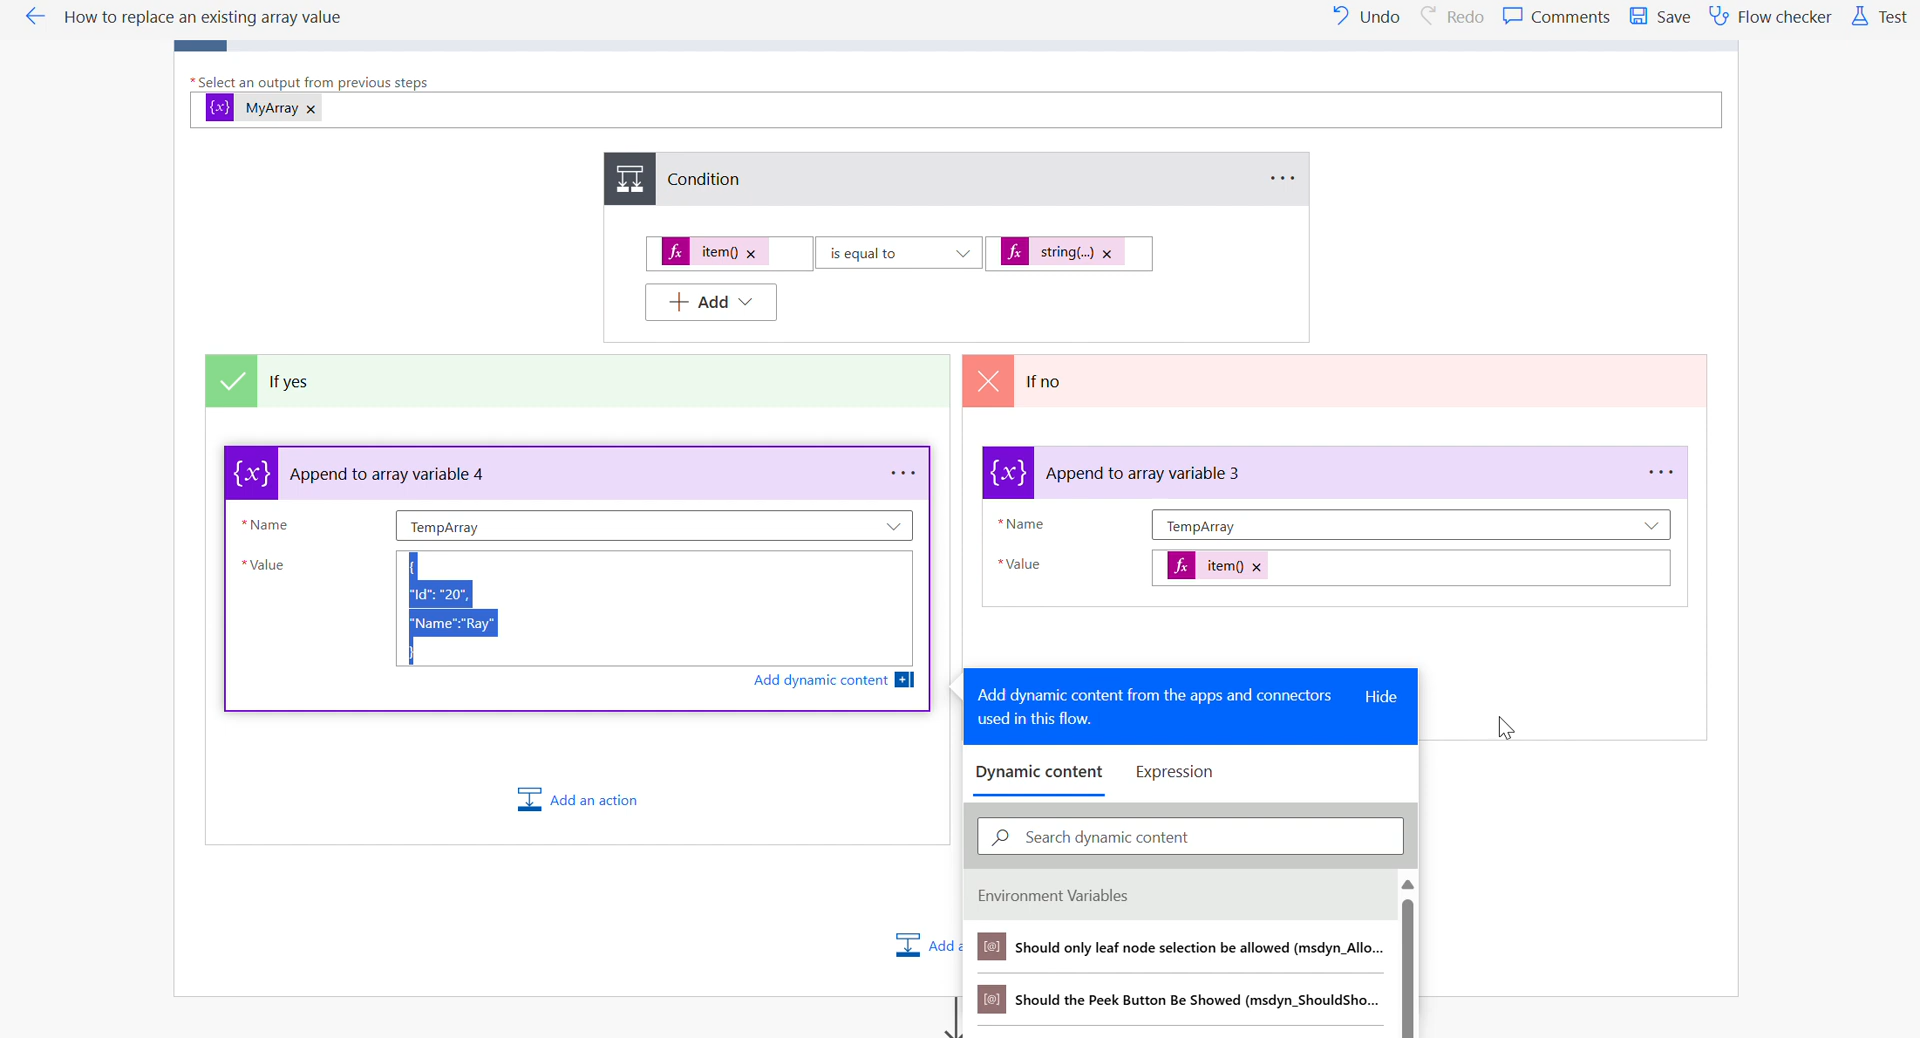 How to replace an existing array value
Undo
Redo
Comments
Save
Flow checker
Test
* Select an output from previous steps
{x} MyArray ×
Condition ...
fx item() ×
is equal to
fx string(...) ×
+ Add
If yes
{x} Append to array variable 4 ...
* Name
TempArray
* Value
{
"Id": "20",
"Name":"Ray"
}
Add dynamic content
Add an action
If no
{x} Append to array variable 3 ...
* Name
TempArray
* Value
fx item() ×
Add dynamic content from the apps and connectors
used in this flow.
Hide
Dynamic content
Expression
Search dynamic content
Environment Variables
[@] Should only leaf node selection be allowed (msdyn_Allo...
[@] Should the Peek Button Be Showed (msdyn_ShouldSho...
Add